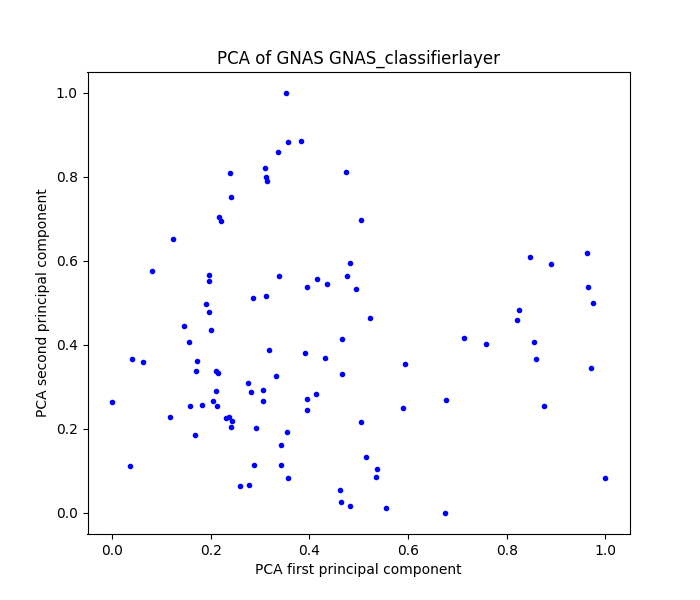 PCA of GNAS GNAS_classifierlayer
1.0
0.8
0.6
0.4
0.2
0.0
PCA second principal component
0.0 0.2 0.4 0.6 0.8 1.0
PCA first principal component